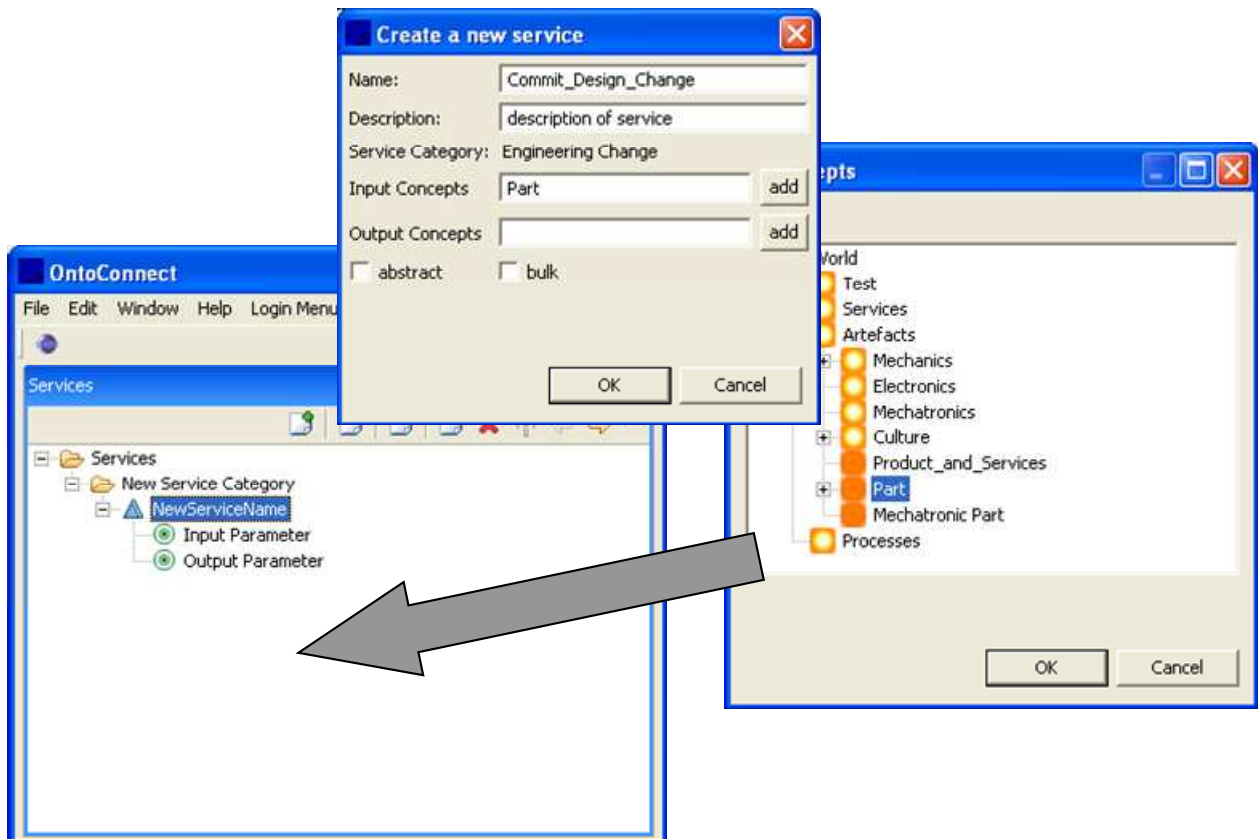 Create a new service
Name: Commit_Design_Change
Description: description of service
Service Category: Engineering Change
Input Concepts Part add
Output Concepts add
abstract bulk
OK Cancel
OntoConnect
File Edit Window Help Login Menu
Services
Services
New Service Category
NewServiceName
Input Parameter
Output Parameter
epts
World
Test
Services
Artefacts
Mechanics
Electronics
Mechatronics
Culture
Product_and_Services
Part
Mechatronic Part
Processes
OK Cancel